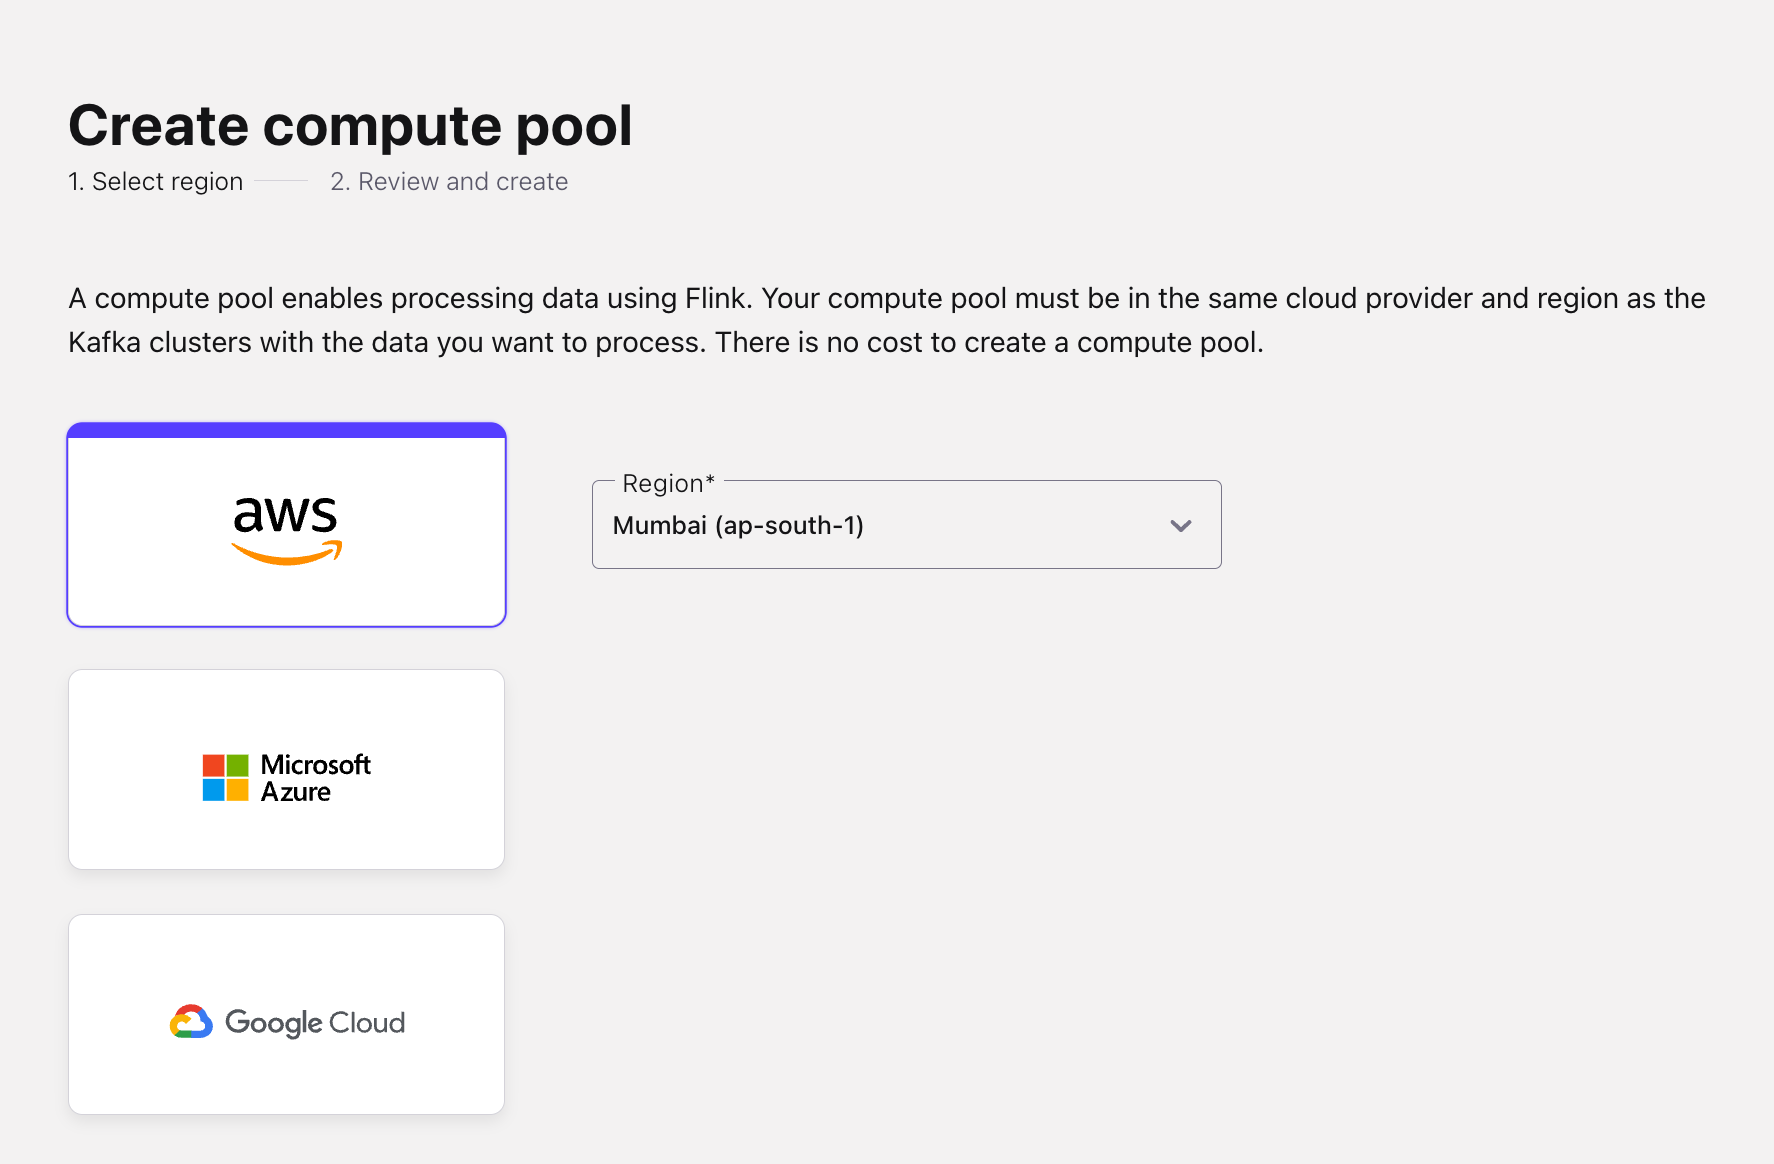 Create compute pool
1. Select region
2. Review and create
A compute pool enables processing data using Flink. Your compute pool must be in the same cloud provider and region as the
Kafka clusters with the data you want to process. There is no cost to create a compute pool.
aws
Region*
Mumbai (ap-south-1)
Microsoft
Azure
Google Cloud